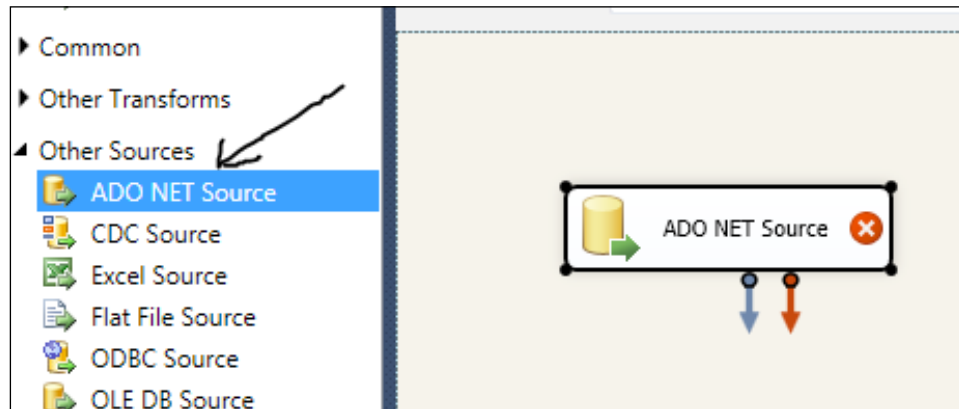 Common
Other Transforms
Other Sources
ADO NET Source
CDC Source
Excel Source
Flat File Source
ODBC Source
OLE DB Source
ADO NET Source